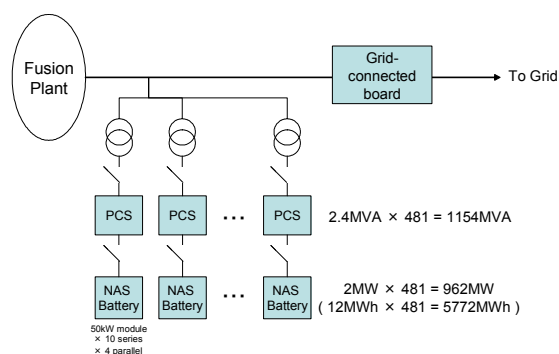 Fusion
Plant
Grid-
connected
board
To Grid
PCS PCS ... PCS
2.4MVA × 481 = 1154MVA
NAS
Battery
NAS
Battery
...
NAS
Battery
2MW × 481 = 962MW
( 12MWh × 481 = 5772MWh )
50kW module
× 10 series
× 4 parallel